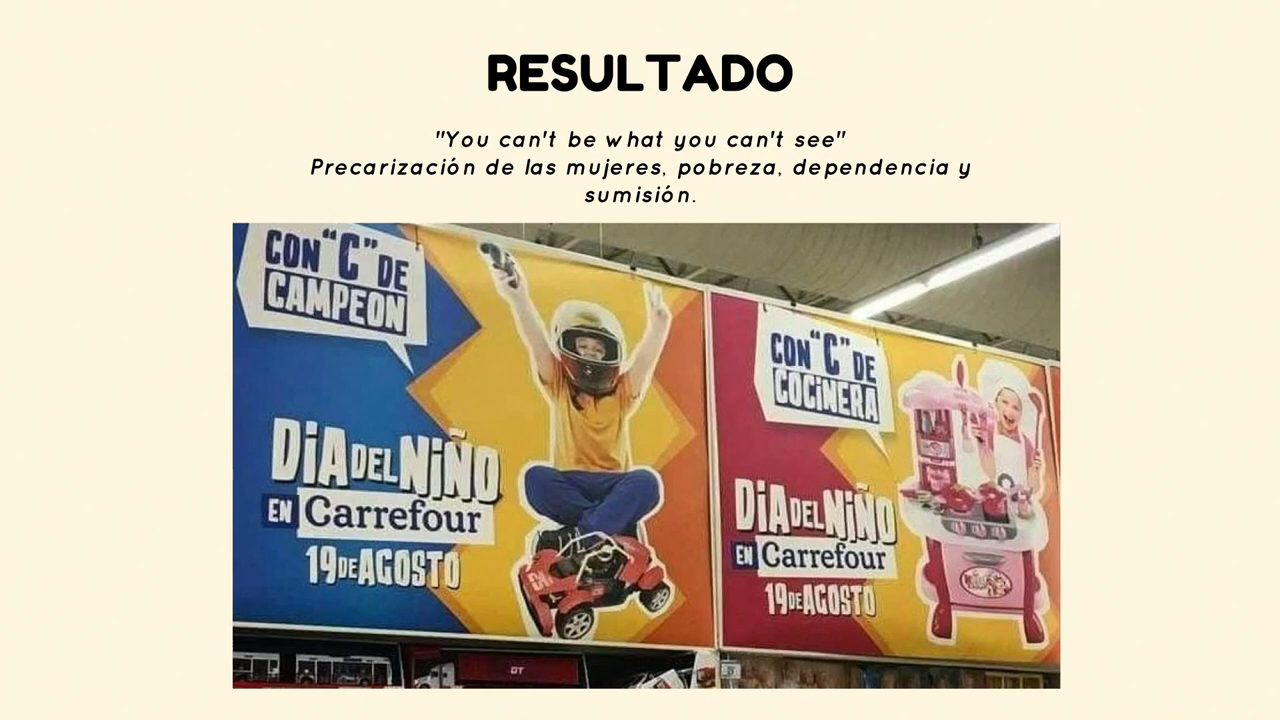 RESULTADO
"You can't be what you can't see"
Precarización de las mujeres, pobreza, dependencia y
sumisión.
CON "C" DE
CAMPEON
DiA DEL NiÑO
EN Carrefour
19 DE AGOSTO
CON "C" DE
COCiNERA
DiA DEL NiÑO
EN Carrefour
19 DE AGOSTO